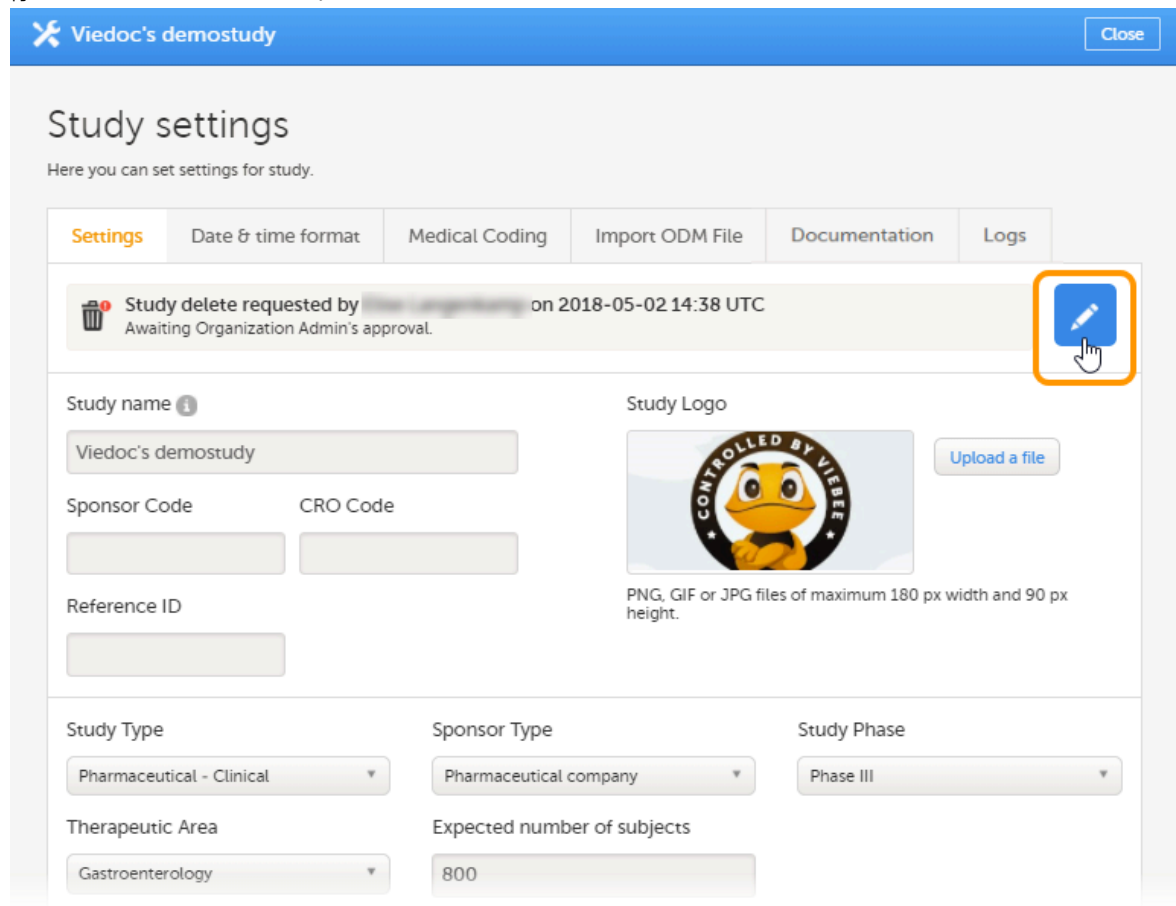 Viedoc's demostudy
Close
Study settings
Here you can set settings for study.
Settings
Date & time format
Medical Coding
Import ODM File
Documentation
Logs
Study delete requested by on 2018-05-02 14:38 UTC
Awaiting Organization Admin's approval.
Study name
Study Logo
Viedoc's demostudy
CONTROLLED BY VIEBEE
Upload a file
Sponsor Code
CRO Code
PNG, GIF or JPG files of maximum 180 px width and 90 px
height.
Reference ID
Study Type
Sponsor Type
Study Phase
Pharmaceutical - Clinical
Pharmaceutical company
Phase III
Therapeutic Area
Expected number of subjects
Gastroenterology
800